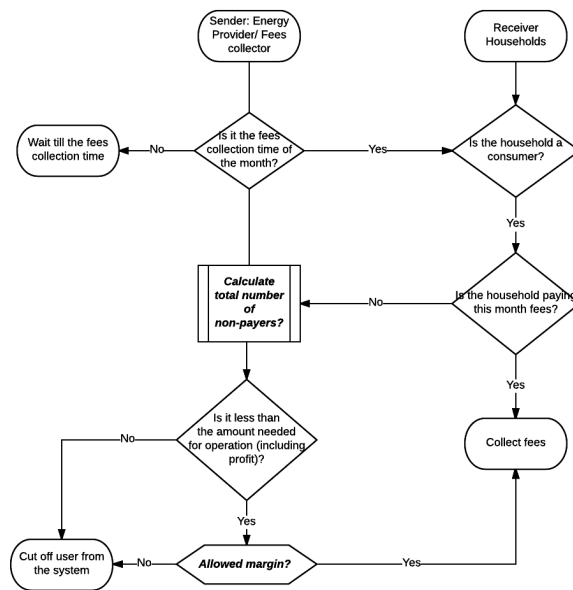 Sender: Energy
Provider/ Fees
collector
Receiver
Households
Wait till the fees
collection time
No
Is it the fees
collection time of
the month?
Yes
Is the household a
consumer?
Yes
Calculate
total number
of
non-payers?
No
Is the household paying
this month fees?
Yes
Is it less than
the amount needed
for operation (including
profit)?
No
Collect fees
Yes
Cut off user from
the system
No
Allowed margin?
Yes